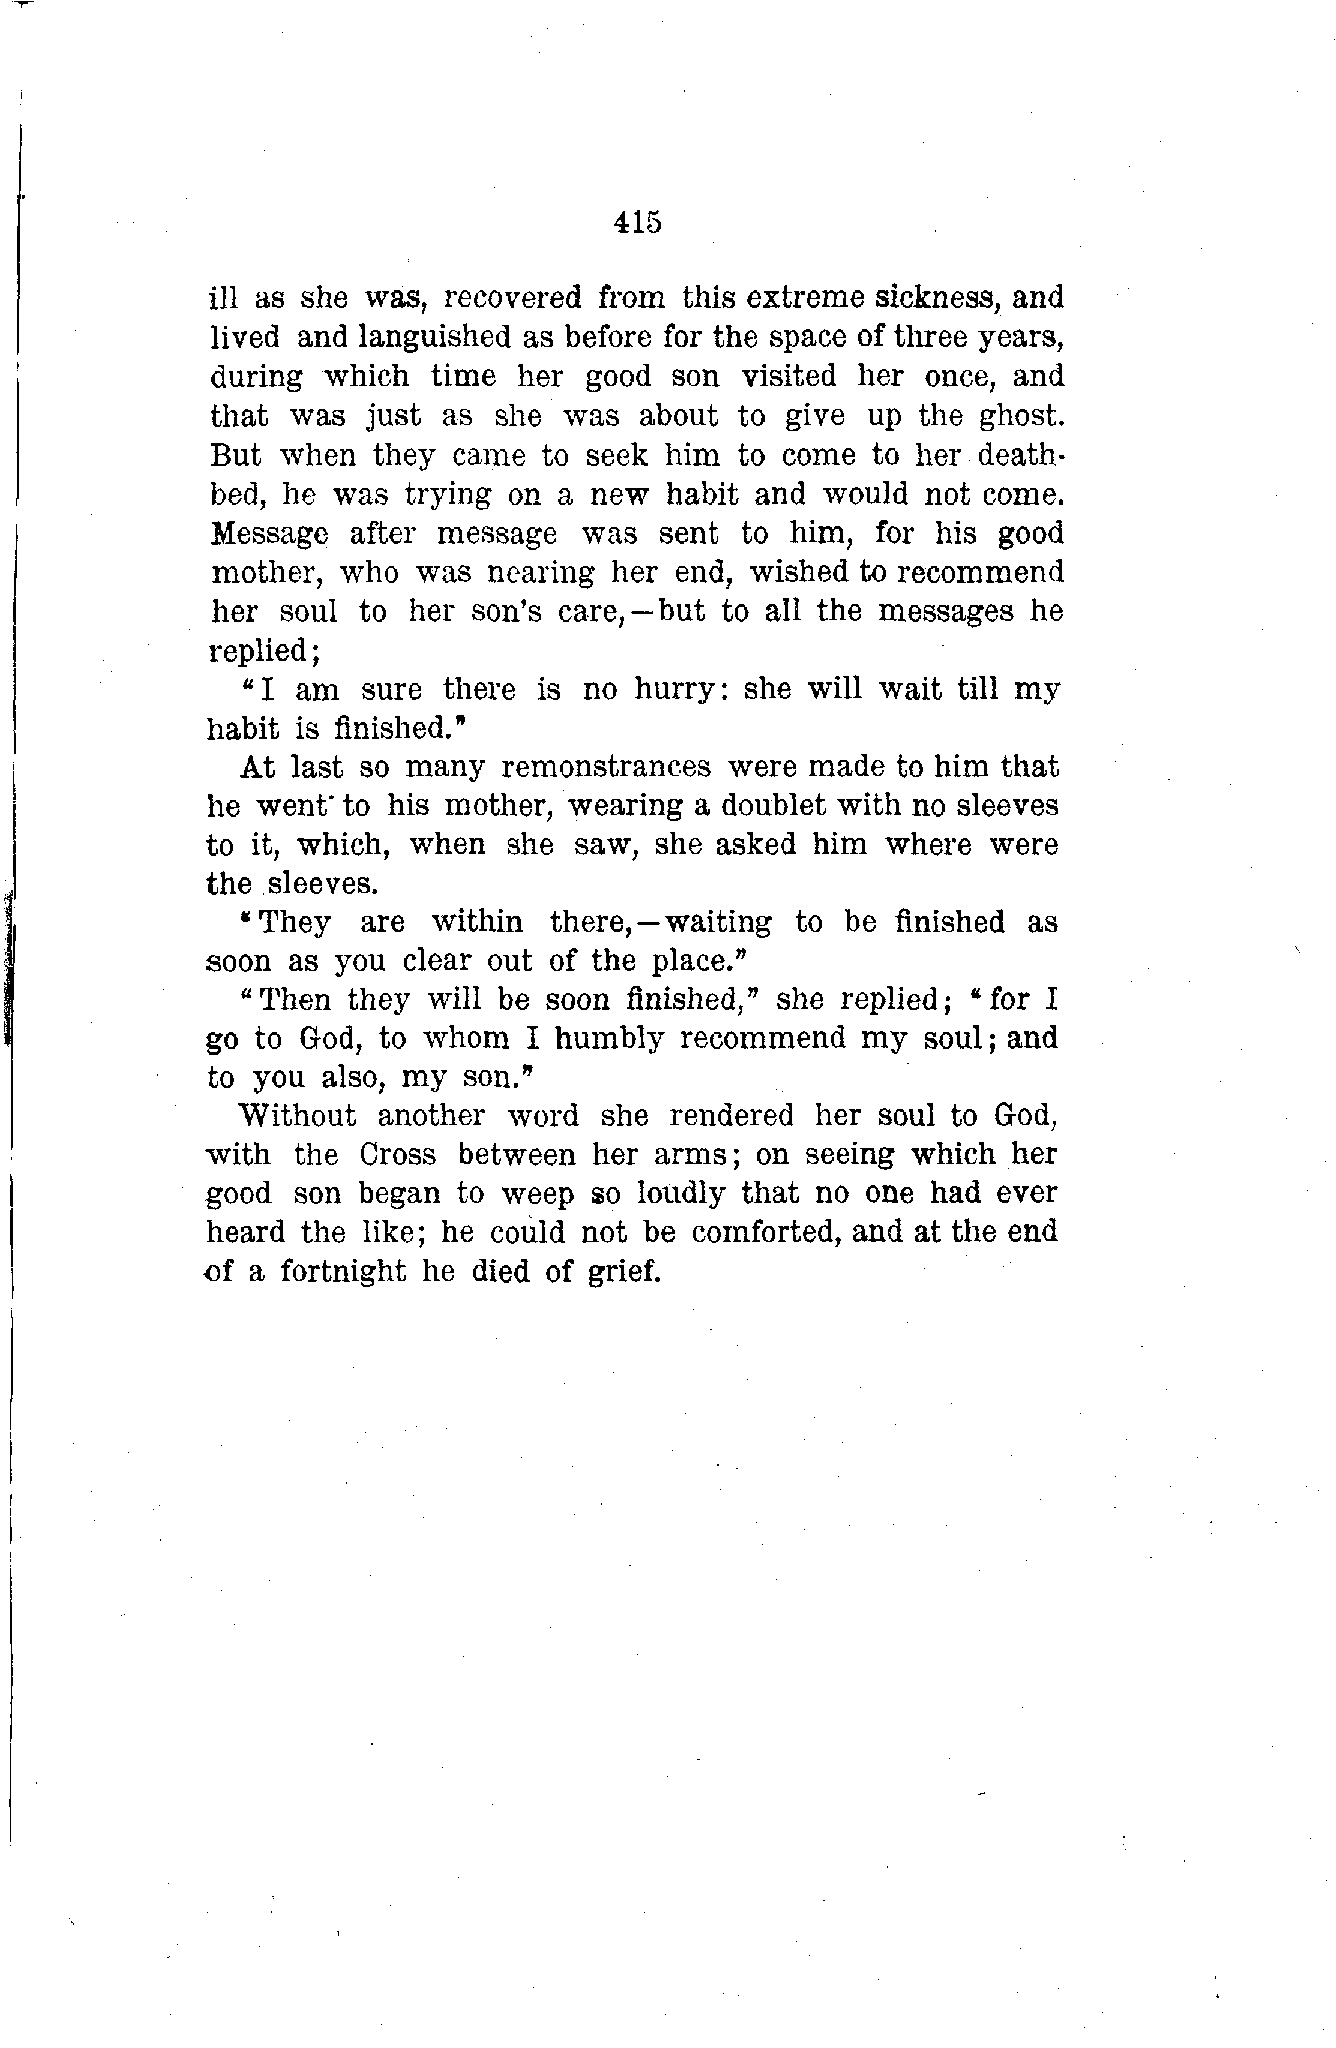 415
ill as she was, recovered from this extreme sickness, and
lived and languished as before for the space of three years,
during which time her good son visited her once, and
that was just as she was about to give up the ghost.
But when they came to seek him to come to her death-
bed, he was trying on a new habit and would not come.
Message after message was sent to him, for his good
mother, who was nearing her end, wished to recommend
her soul to her son's care,—but to all the messages he
replied;
“I am sure there is no hurry: she will wait till my
habit is finished.”
At last so many remonstrances were made to him that
he went to his mother, wearing a doublet with no sleeves
to it, which, when she saw, she asked him where were
the sleeves.
“They are within there,—waiting to be finished as
soon as you clear out of the place.”
“Then they will be soon finished,” she replied; “for I
go to God, to whom I humbly recommend my soul; and
to you also, my son.”
Without another word she rendered her soul to God,
with the Cross between her arms; on seeing which her
good son began to weep so loudly that no one had ever
heard the like; he could not be comforted, and at the end
of a fortnight he died of grief.